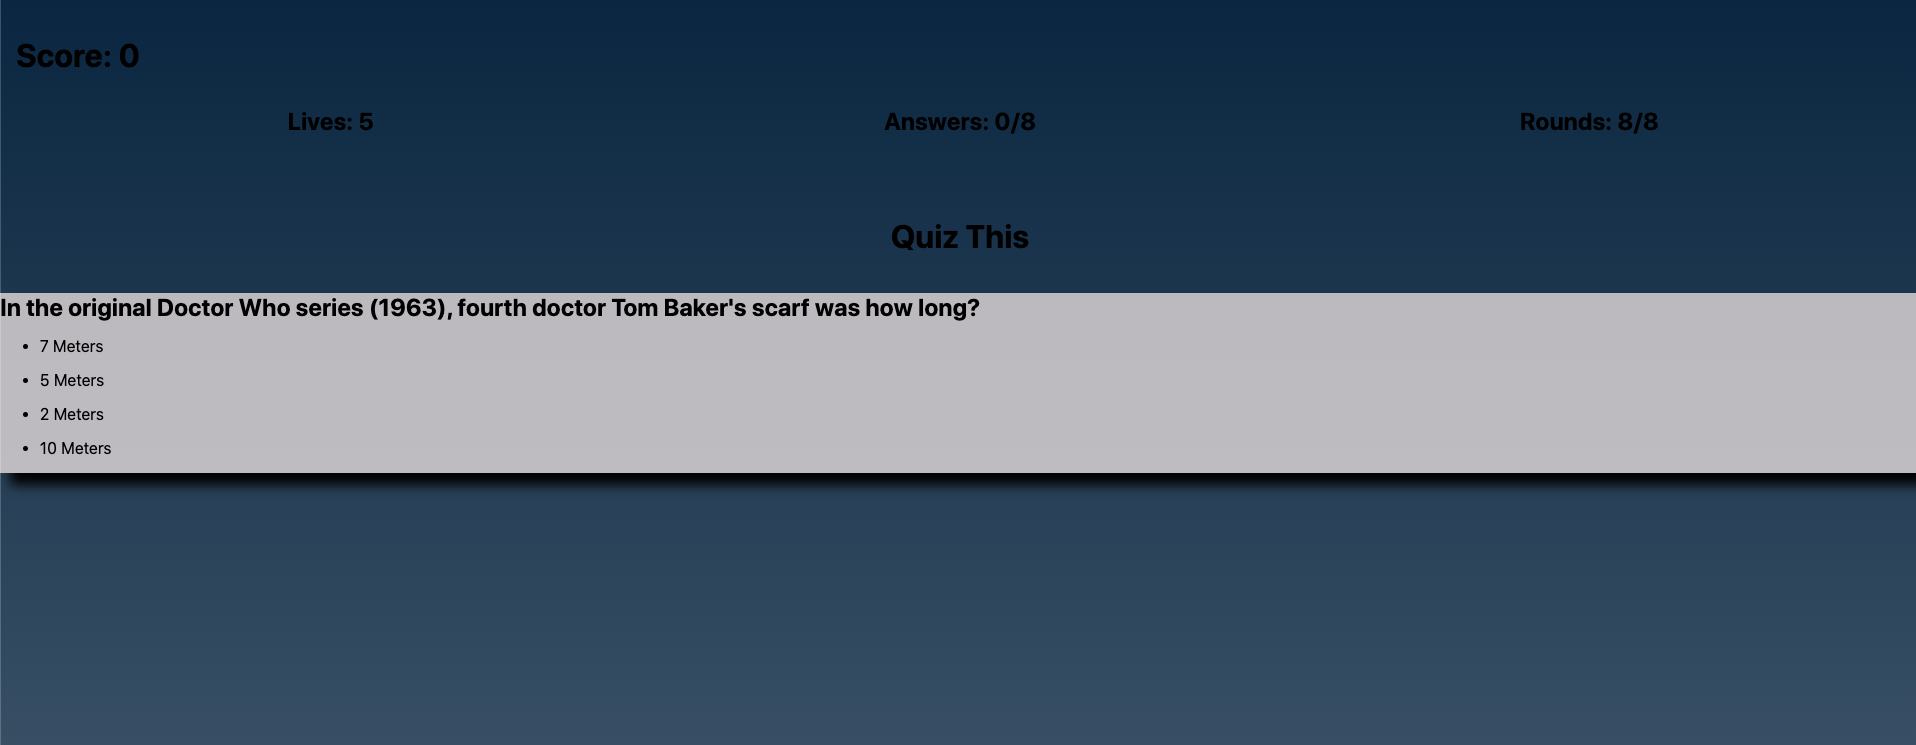 Score: 0
Lives: 5
Answers: 0/8
Rounds: 8/8
Quiz This
In the original Doctor Who series (1963), fourth doctor Tom Baker's scarf was how long?
• 7 Meters
• 5 Meters
• 2 Meters
• 10 Meters